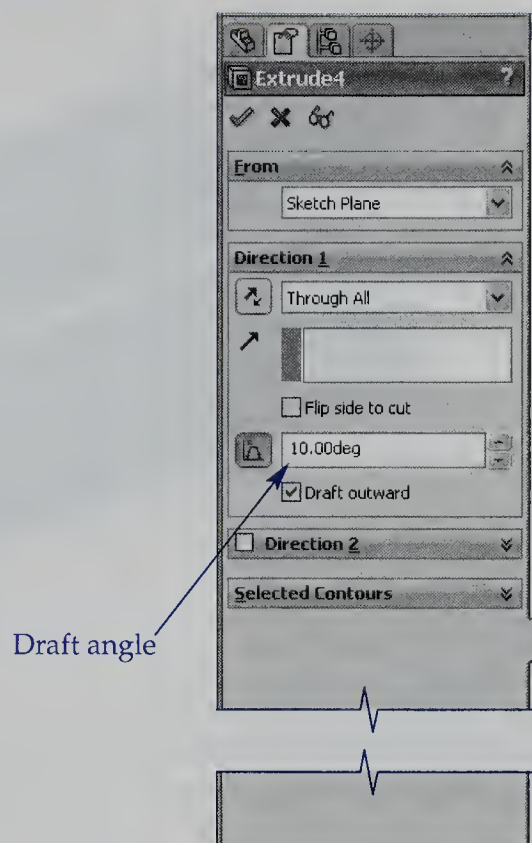 Extrude4 ?
From
Sketch Plane
Direction 1
Through All
Flip side to cut
10.00deg
Draft outward
Direction 2
Selected Contours
Draft angle